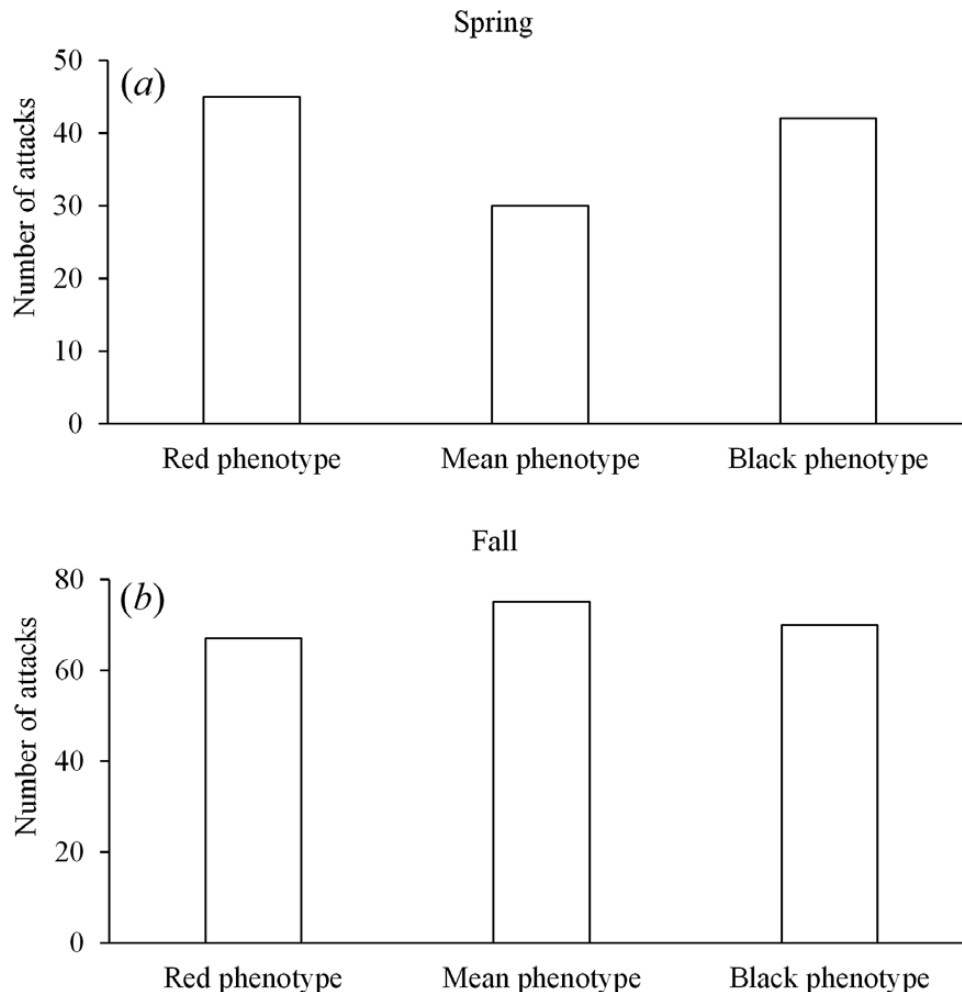 Spring
(a)
Number of attacks
50
40
30
20
10
0
Red phenotype Mean phenotype Black phenotype
Fall
(b)
Number of attacks
80
60
40
20
0
Red phenotype Mean phenotype Black phenotype